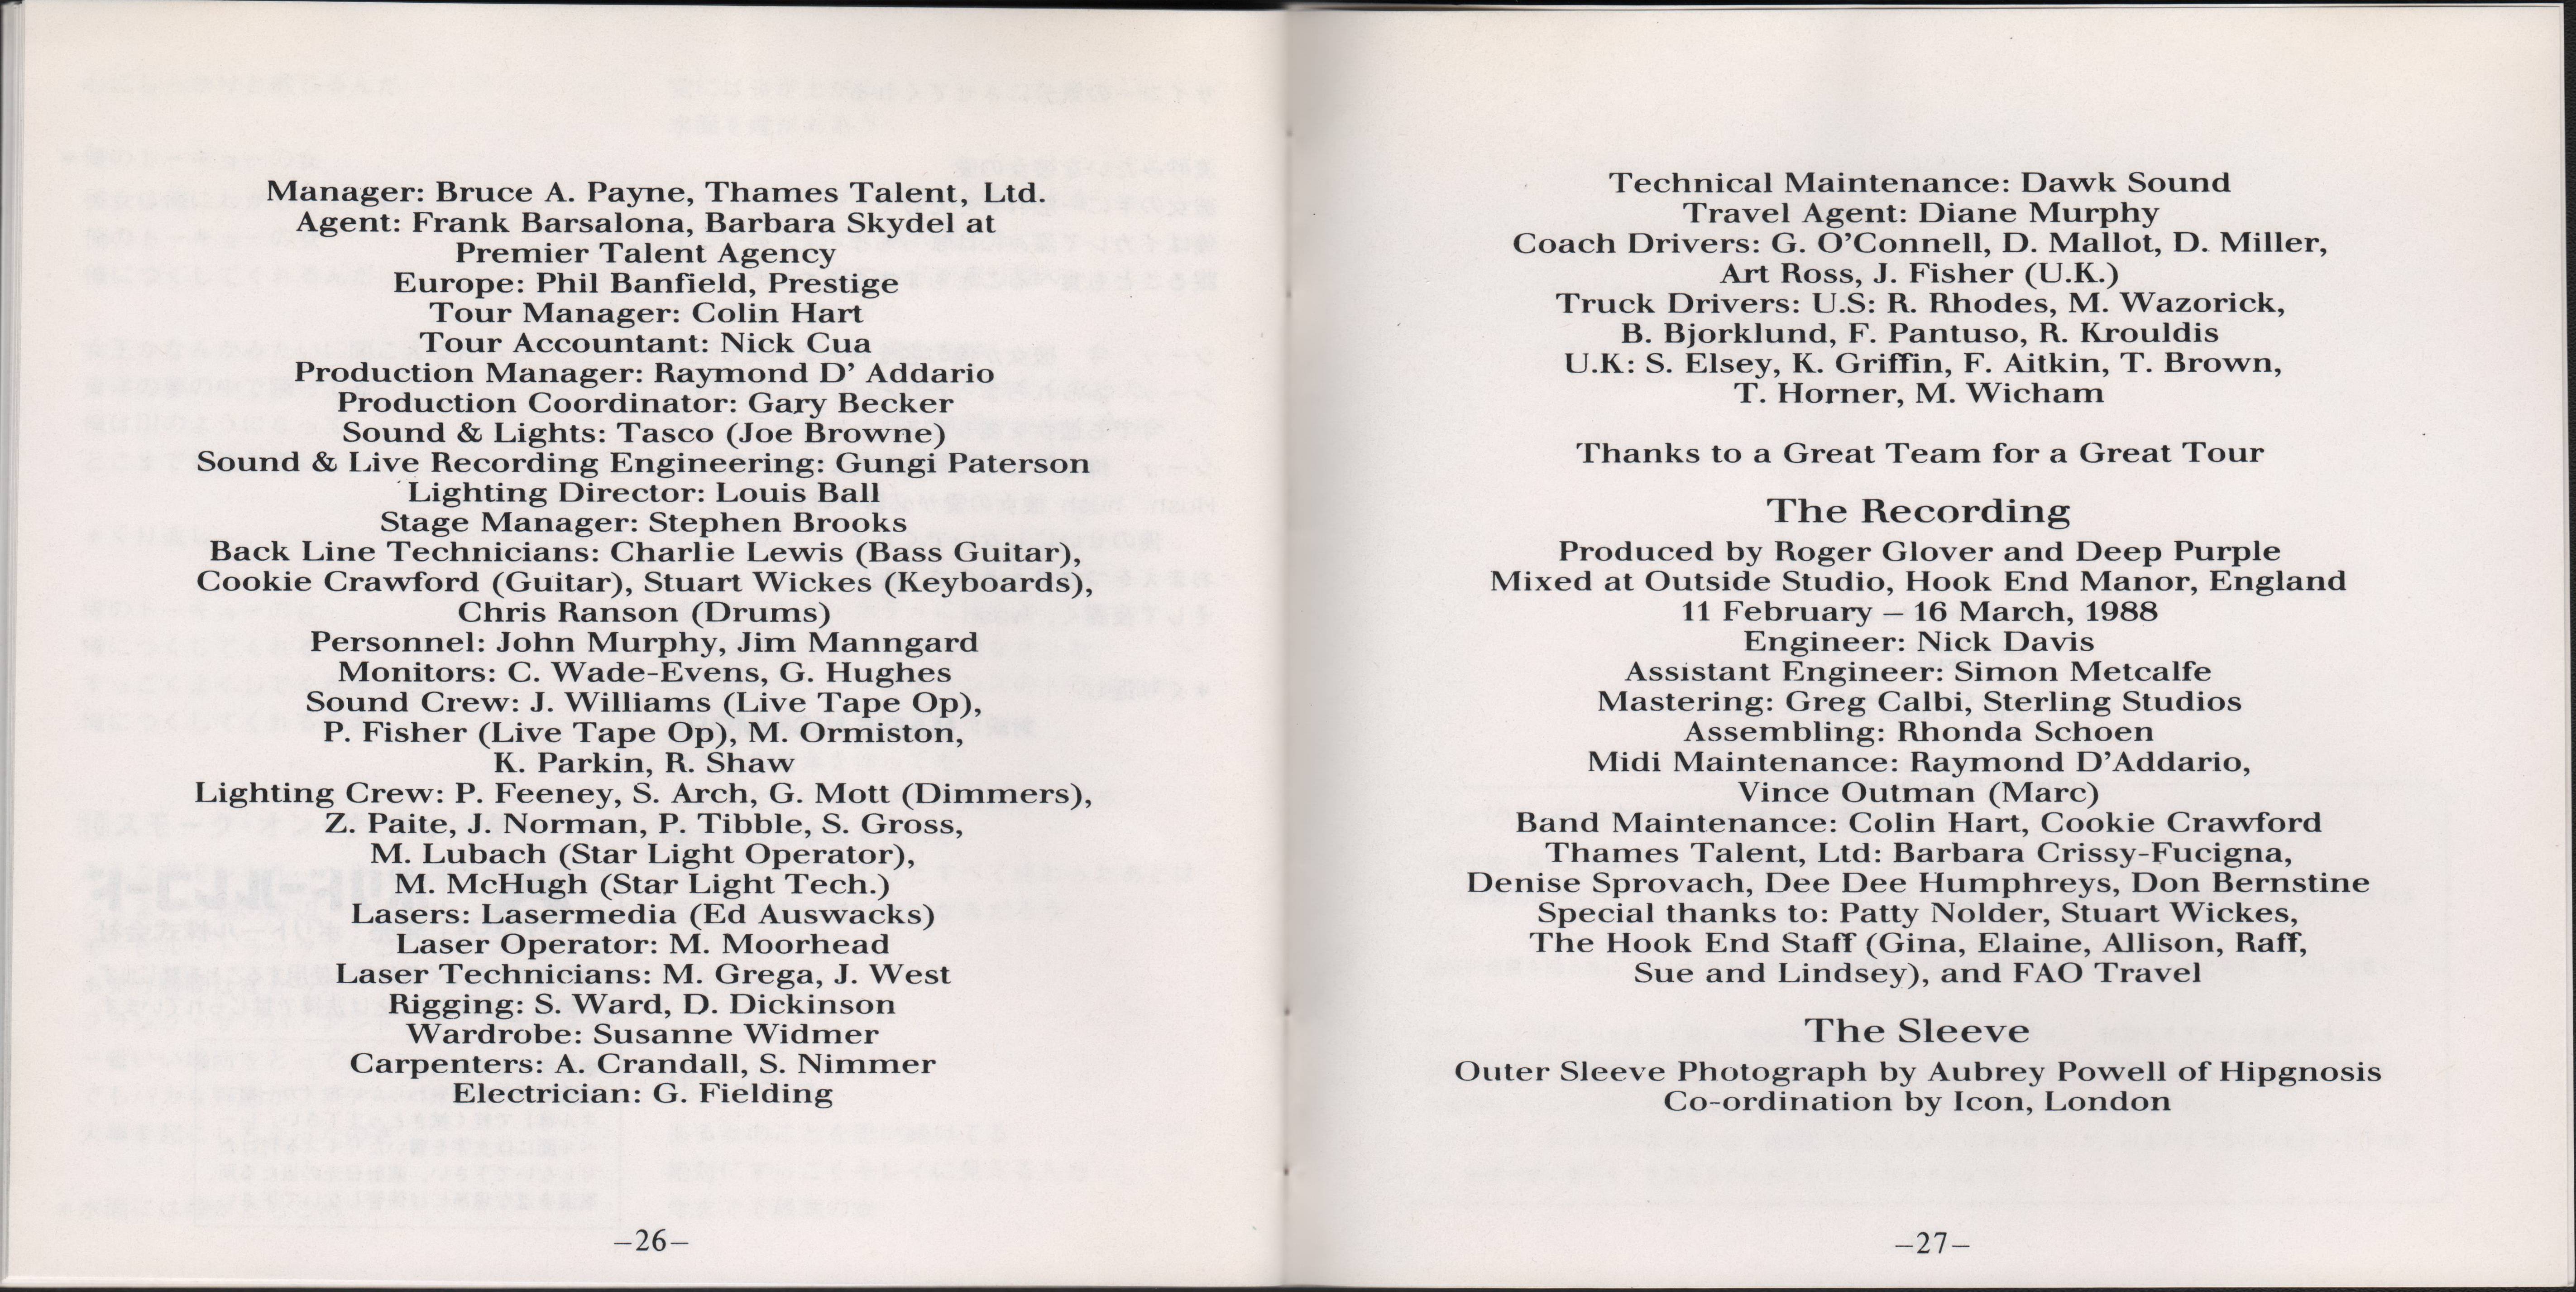 Manager: Bruce A. Payne, Thames Talent, Ltd.
Agent: Frank Barsalona, Barbara Skydel at
Premier Talent Agency
Europe: Phil Banfield, Prestige
Tour Manager: Colin Hart
Tour Accountant: Nick Cua
Production Manager: Raymond D' Addario
Production Coordinator: Gary Becker
Sound & Lights: Tasco (Joe Browne)
Sound & Live Recording Engineering: Gungi Paterson
Lighting Director: Louis Ball
Stage Manager: Stephen Brooks
Back Line Technicians: Charlie Lewis (Bass Guitar),
Cookie Crawford (Guitar), Stuart Wickes (Keyboards),
Chris Ranson (Drums)
Personnel: John Murphy, Jim Manngard
Monitors: C. Wade-Evens, G. Hughes
Sound Crew: J. Williams (Live Tape Op),
P. Fisher (Live Tape Op), M. Ormiston,
K. Parkin, R. Shaw
Lighting Crew: P. Feeney, S. Arch, G. Mott (Dimmers),
Z. Paite, J. Norman, P. Tibble, S. Gross,
M. Lubach (Star Light Operator),
M. McHugh (Star Light Tech.)
Lasers: Lasermedia (Ed Auswacks)
Laser Operator: M. Moorhead
Laser Technicians: M. Grega, J. West
Rigging: S. Ward, D. Dickinson
Wardrobe: Susanne Widmer
Carpenters: A. Crandall, S. Nimmer
Electrician: G. Fielding
–26–
Technical Maintenance: Dawk Sound
Travel Agent: Diane Murphy
Coach Drivers: G. O'Connell, D. Mallot, D. Miller,
Art Ross, J. Fisher (U.K.)
Truck Drivers: U.S: R. Rhodes, M. Wazorick,
B. Bjorklund, F. Pantuso, R. Krouldis
U.K: S. Elsey, K. Griffin, F. Aitkin, T. Brown,
T. Horner, M. Wicham
Thanks to a Great Team for a Great Tour
The Recording
Produced by Roger Glover and Deep Purple
Mixed at Outside Studio, Hook End Manor, England
11 February – 16 March, 1988
Engineer: Nick Davis
Assistant Engineer: Simon Metcalfe
Mastering: Greg Calbi, Sterling Studios
Assembling: Rhonda Schoen
Midi Maintenance: Raymond D'Addario,
Vince Outman (Marc)
Band Maintenance: Colin Hart, Cookie Crawford
Thames Talent, Ltd: Barbara Crissy-Fucigna,
Denise Sprovach, Dee Dee Humphreys, Don Bernstine
Special thanks to: Patty Nolder, Stuart Wickes,
The Hook End Staff (Gina, Elaine, Allison, Raff,
Sue and Lindsey), and FAO Travel
The Sleeve
Outer Sleeve Photograph by Aubrey Powell of Hipgnosis
Co-ordination by Icon, London
–27–